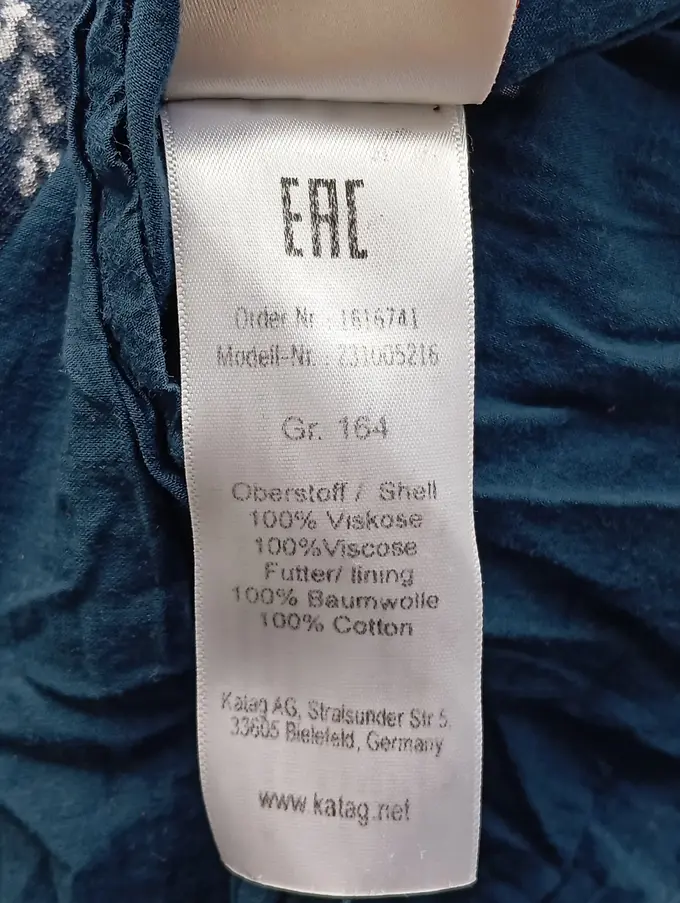 EAC
Order Nr.: 1616741
Modell-Nr.: 231005216
Gr. 164
Oberstoff / Shell
100% Viskose
100%Viscose
Futter/ lining
100% Baumwolle
100% Cotton
Katag AG, Stralsunder Str 5,
33605 Bielefeld, Germany
www.katag.net